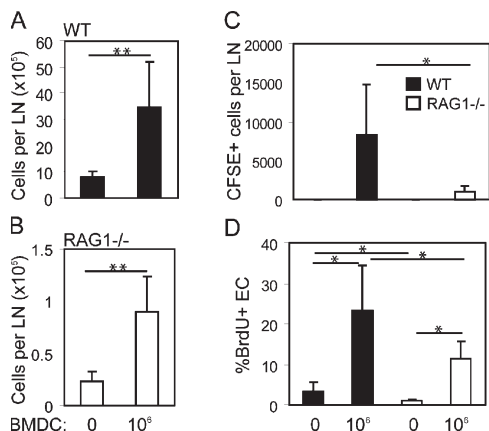 A
WT
Cells per LN (x10⁵)
60
50
40
30
20
10
0
**
B
RAG1-/-
Cells per LN (x10⁵)
1.5
1
0.5
0
**
BMDC: 0 10⁶
C
CFSE+ cells per LN
20000
15000
10000
5000
0
*
WT
RAG1-/-
D
%BrdU+ EC
40
30
20
10
0
*
*
*
*
0 10⁶ 0 10⁶